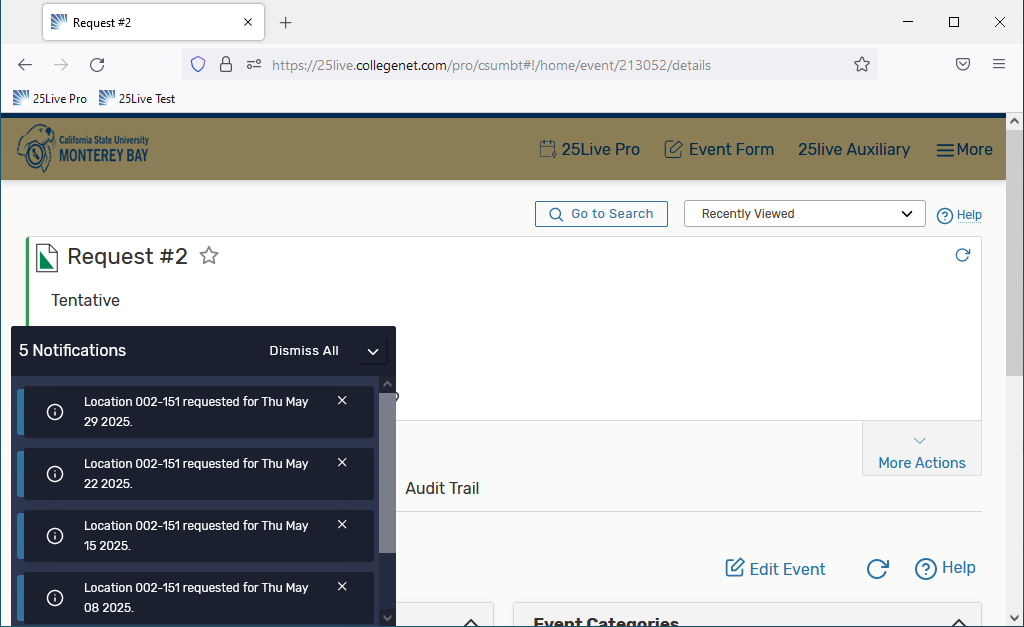 Request #2
https://25live.collegenet.com/pro/csumbt#!/home/event/213052/details
25Live Pro
25Live Test
California State University
MONTEREY BAY
25Live Pro
Event Form
25live Auxiliary
More
Go to Search
Recently Viewed
Help
Request #2
Tentative
5 Notifications
Dismiss All
Location 002-151 requested for Thu May
29 2025.
Location 002-151 requested for Thu May
22 2025.
Location 002-151 requested for Thu May
15 2025.
Location 002-151 requested for Thu May
08 2025.
More Actions
Audit Trail
Edit Event
Help
Event Categories